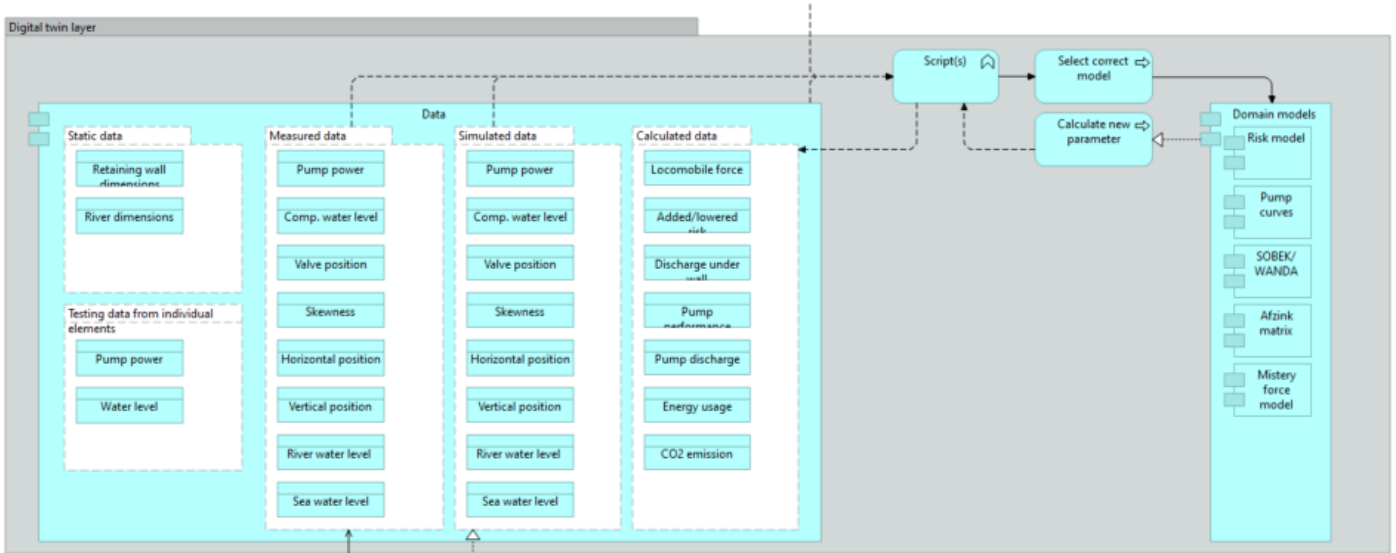 Digital twin layer
Script(s)
Select correct
model
Calculate new
parameter
Data
Static data
Retaining wall
dimensions
River dimensions
Testing data from individual
elements
Pump power
Water level
Measured data
Pump power
Comp. water level
Valve position
Skewness
Horizontal position
Vertical position
River water level
Sea water level
Simulated data
Pump power
Comp. water level
Valve position
Skewness
Horizontal position
Vertical position
River water level
Sea water level
Calculated data
Locomobile force
Added/lowered
risk
Discharge under
wall
Pump
performance
Pump discharge
Energy usage
CO2 emission
Domain models
Risk model
Pump
curves
SOBEK/
WANDA
Afzink
matrix
Mistery
force
model